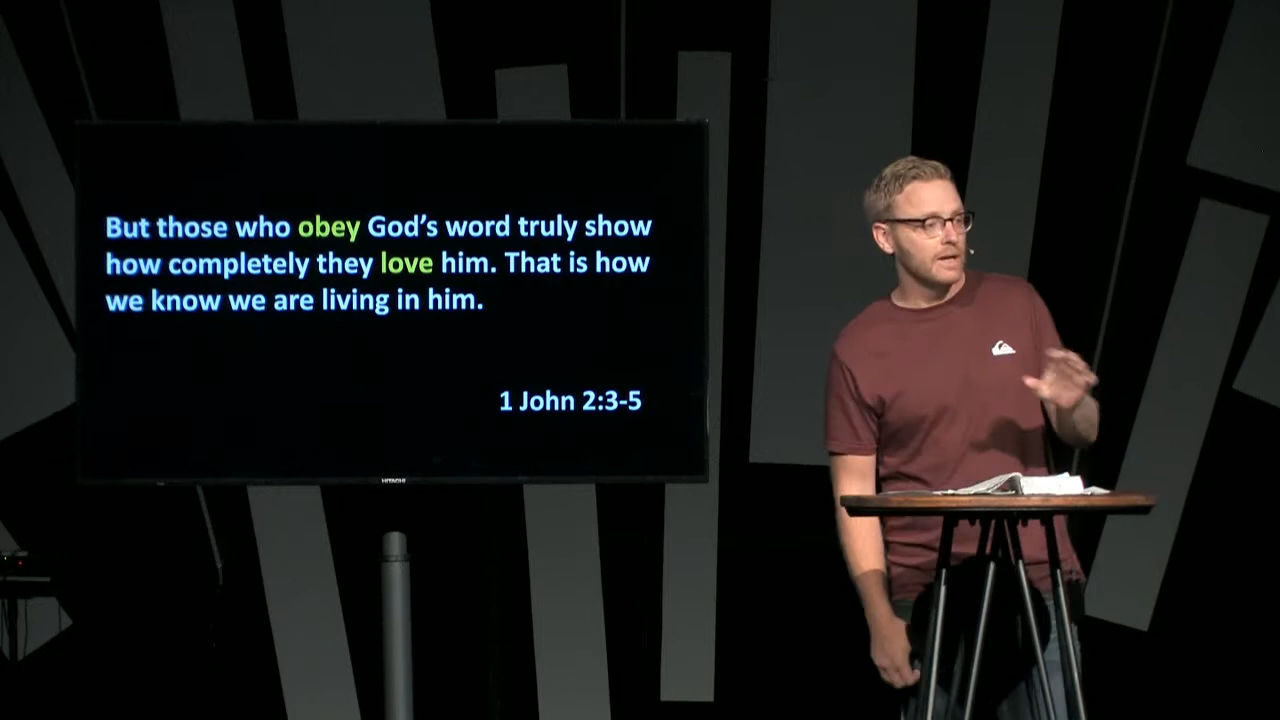 But those who obey God’s word truly show
how completely they love him. That is how
we know we are living in him.
1 John 2:3-5
HITACHI